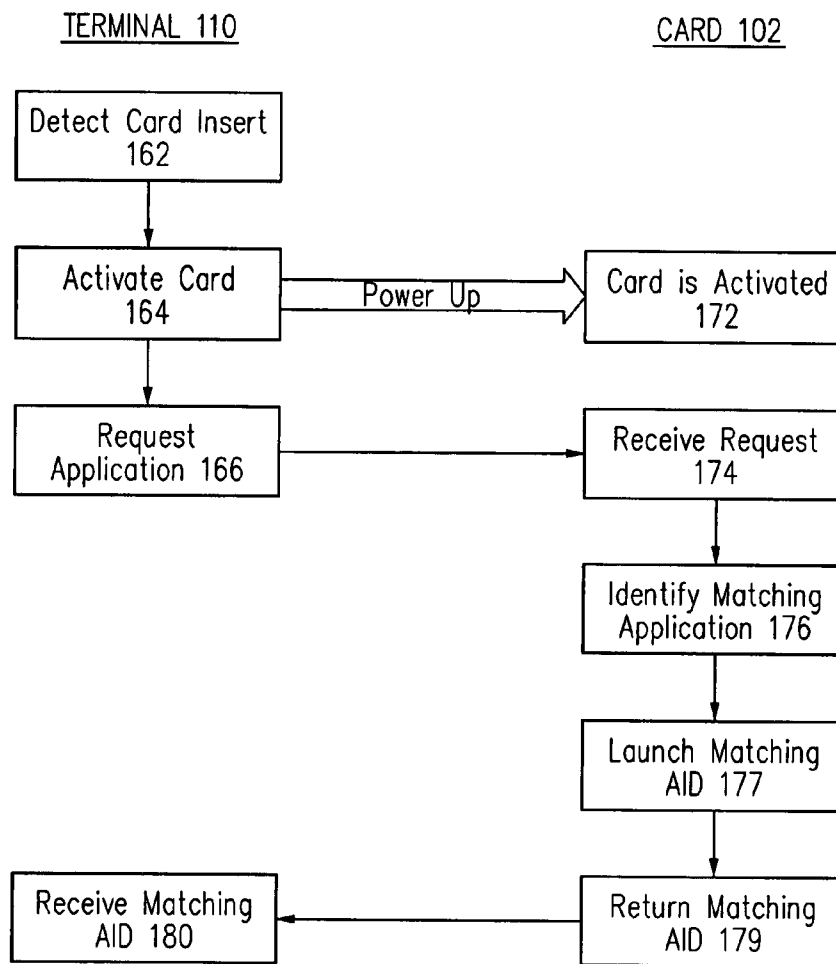 TERMINAL 110
CARD 102
Detect Card Insert
162
Activate Card
164
Power Up
Card is Activated
172
Request
Application 166
Receive Request
174
Identify Matching
Application 176
Launch Matching
AID 177
Receive Matching
AID 180
Return Matching
AID 179